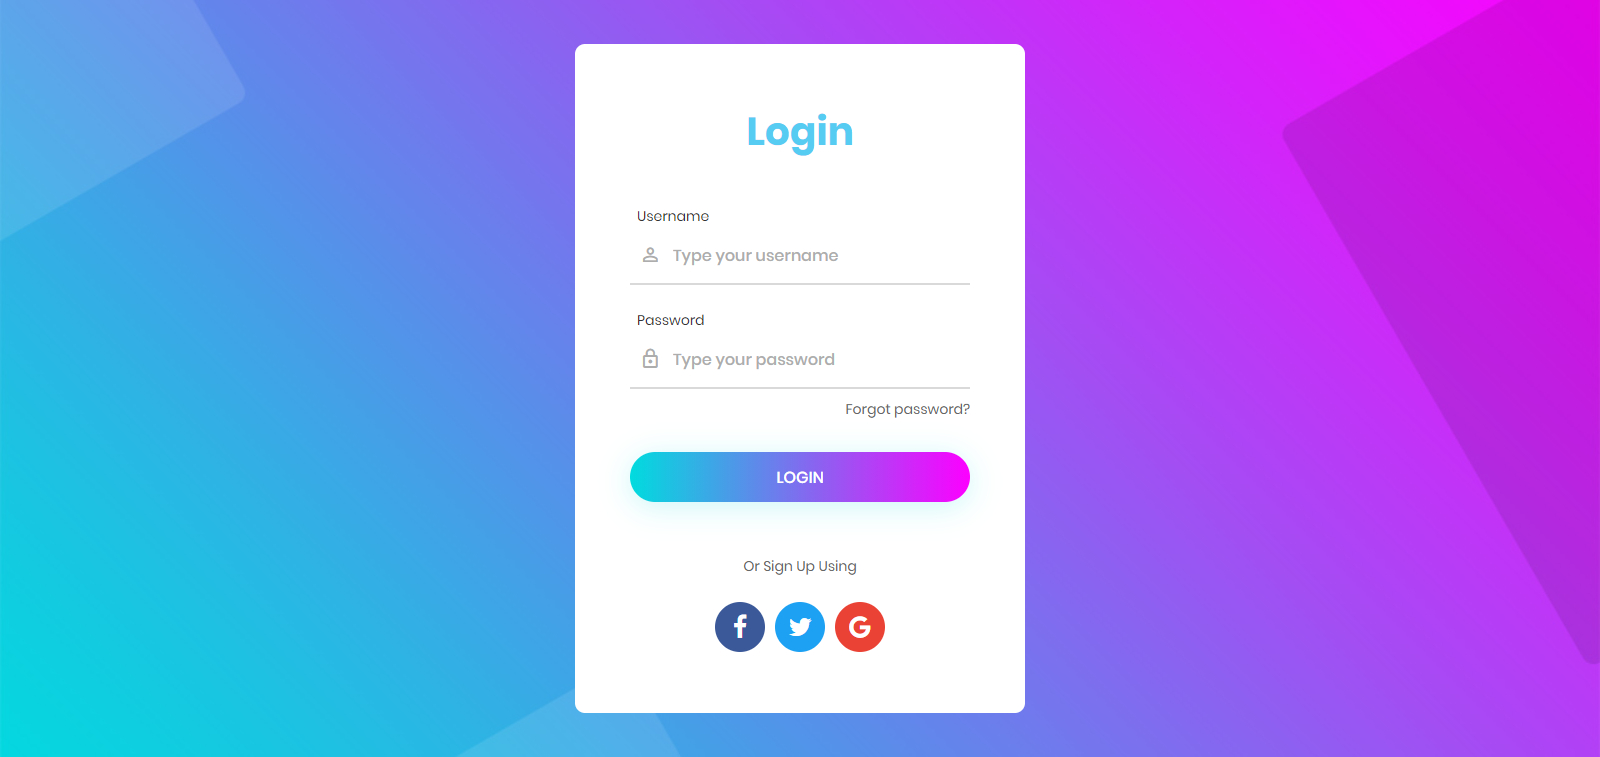 Login
Username
Type your username
Password
Type your password
Forgot password?
LOGIN
Or Sign Up Using